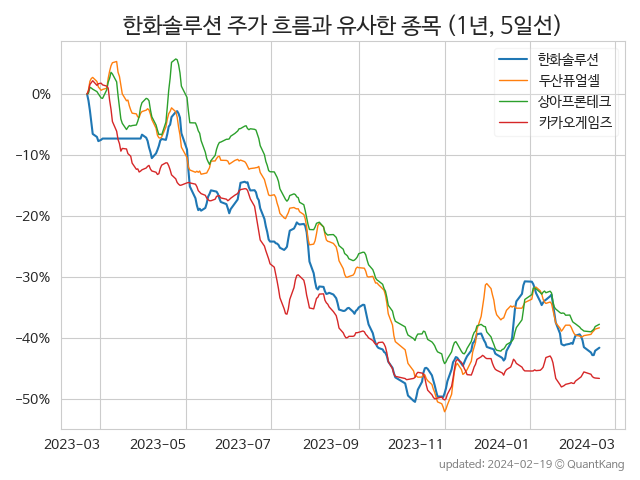 한화솔루션 주가 흐름과 유사한 종목 (1년, 5일선)
한화솔루션
두산퓨얼셀
상아프론테크
카카오게임즈
0%
−10%
−20%
−30%
−40%
−50%
2023-03 2023-05 2023-07 2023-09 2023-11 2024-01 2024-03
updated: 2024-02-19 © QuantKang